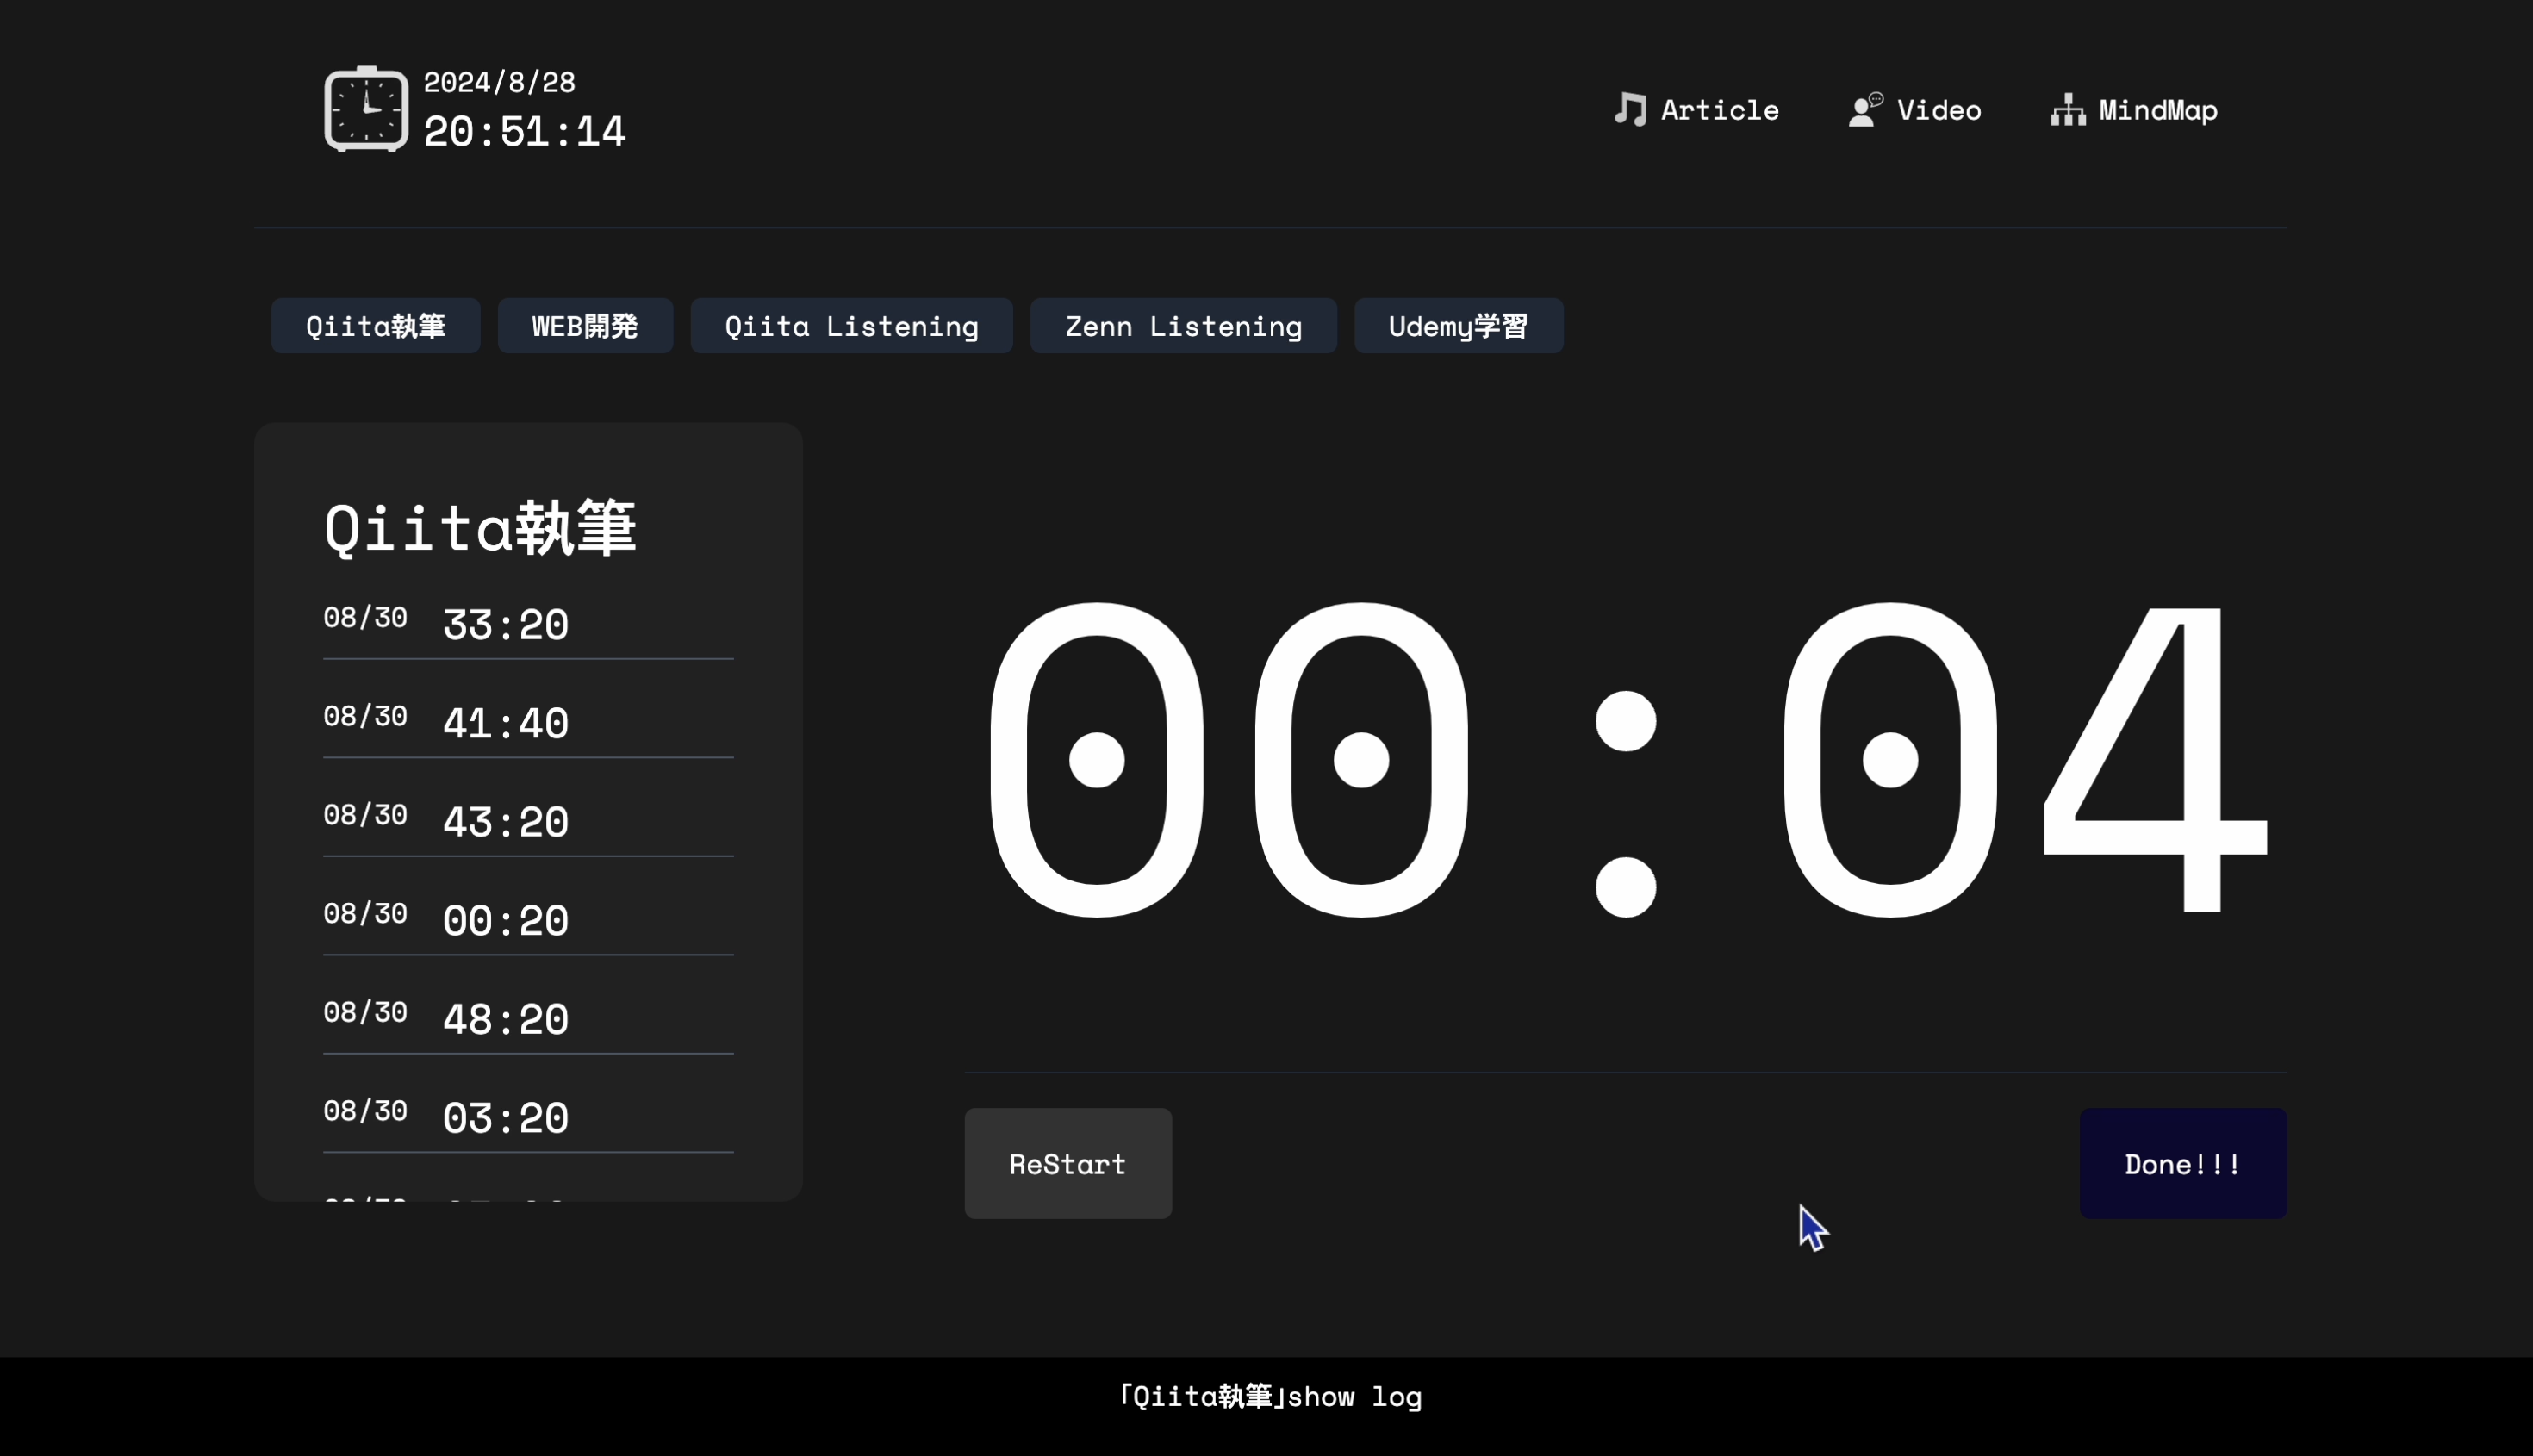 2024/8/28
20:51:14
Article
Video
MindMap
Qiita執筆
WEB開発
Qiita Listening
Zenn Listening
Udemy学習
Qiita執筆
08/30 33:20
08/30 41:40
08/30 43:20
08/30 00:20
08/30 48:20
08/30 03:20
00:04
ReStart
Done!!!
「Qiita執筆」show log